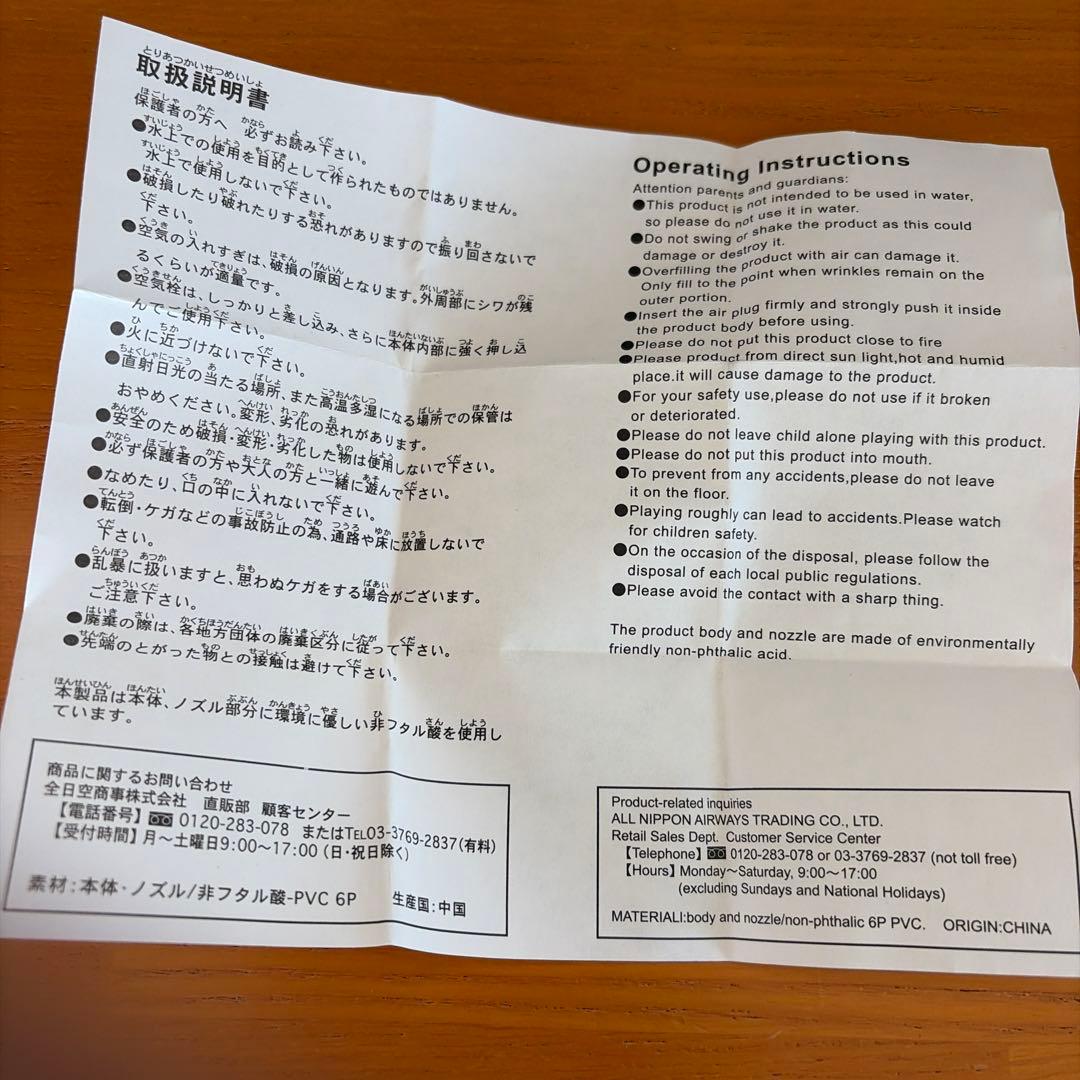 とりあつかいせつめいしょ
取扱説明書
保護者の方へ 必ずお読み下さい。
●水上での使用を目的として作られたものではありません。
水上で使用しないで下さい。
●破損したり破れたりする恐れがありますので振り回さないで
下さい。
●空気の入れすぎは、破損の原因となります。外周部にシワが残
るくらいが適量です。
●空気栓は、しっかりと差し込み、さらに本体内部に強く押し込
んでご使用下さい。
●火に近づけないで下さい。
●直射日光の当たる場所、また高温多湿になる場所での保管は
おやめください。変形、劣化の恐れがあります。
●安全のため破損・変形・劣化した物は使用しないで下さい。
●必ず保護者の方や大人の方と一緒に遊んで下さい。
●なめたり、口の中に入れないで下さい。
●転倒・ケガなどの事故防止の為、通路や床に放置しないで
下さい。
●乱暴に扱いますと、思わぬケガをする場合がございます。
ご注意下さい。
●廃棄の際は、各地方団体の廃棄区分に従って下さい。
●先端のとがった物との接触は避けて下さい。
本製品は本体、ノズル部分に環境に優しい非フタル酸を使用し
ています。
商品に関するお問い合わせ
全日空商事株式会社 直販部 顧客センター
【電話番号】 0120-283-078 またはTEL03-3769-2837(有料)
【受付時間】月〜土曜日9:00〜17:00 (日・祝日除く)
素材:本体・ノズル/非フタル酸-PVC 6P 生産国:中国
Operating Instructions
Attention parents and guardians:
●This product is not intended to be used in water,
so please do not use it in water.
●Do not swing or shake the product as this could
damage or destroy it.
●Overfilling the product with air can damage it.
Only fill to the point when wrinkles remain on the
outer portion.
●Insert the air plug firmly and strongly push it inside
the product body before using.
●Please do not put this product close to fire
●Please product from direct sun light,hot and humid
place.it will cause damage to the product.
●For your safety use,please do not use if it broken
or deteriorated.
●Please do not leave child alone playing with this product.
●Please do not put this product into mouth.
●To prevent from any accidents,please do not leave
it on the floor.
●Playing roughly can lead to accidents.Please watch
for children safety.
●On the occasion of the disposal, please follow the
disposal of each local public regulations.
●Please avoid the contact with a sharp thing.
The product body and nozzle are made of environmentally
friendly non-phthalic acid.
Product-related inquiries
ALL NIPPON AIRWAYS TRADING CO., LTD.
Retail Sales Dept. Customer Service Center
【Telephone】 0120-283-078 or 03-3769-2837 (not toll free)
【Hours】Monday〜Saturday, 9:00〜17:00
(excluding Sundays and National Holidays)
MATERIALI:body and nozzle/non-phthalic 6P PVC. ORIGIN:CHINA